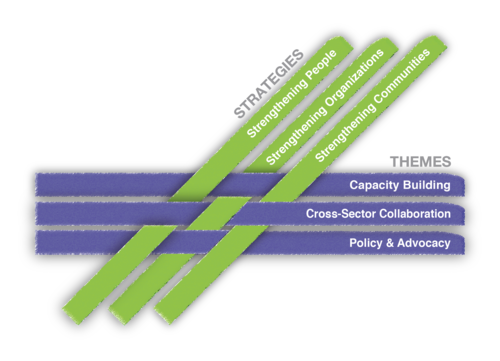 STRATEGIES
Strengthening People
Strengthening Organizations
Strengthening Communities
THEMES
Capacity Building
Cross-Sector Collaboration
Policy & Advocacy